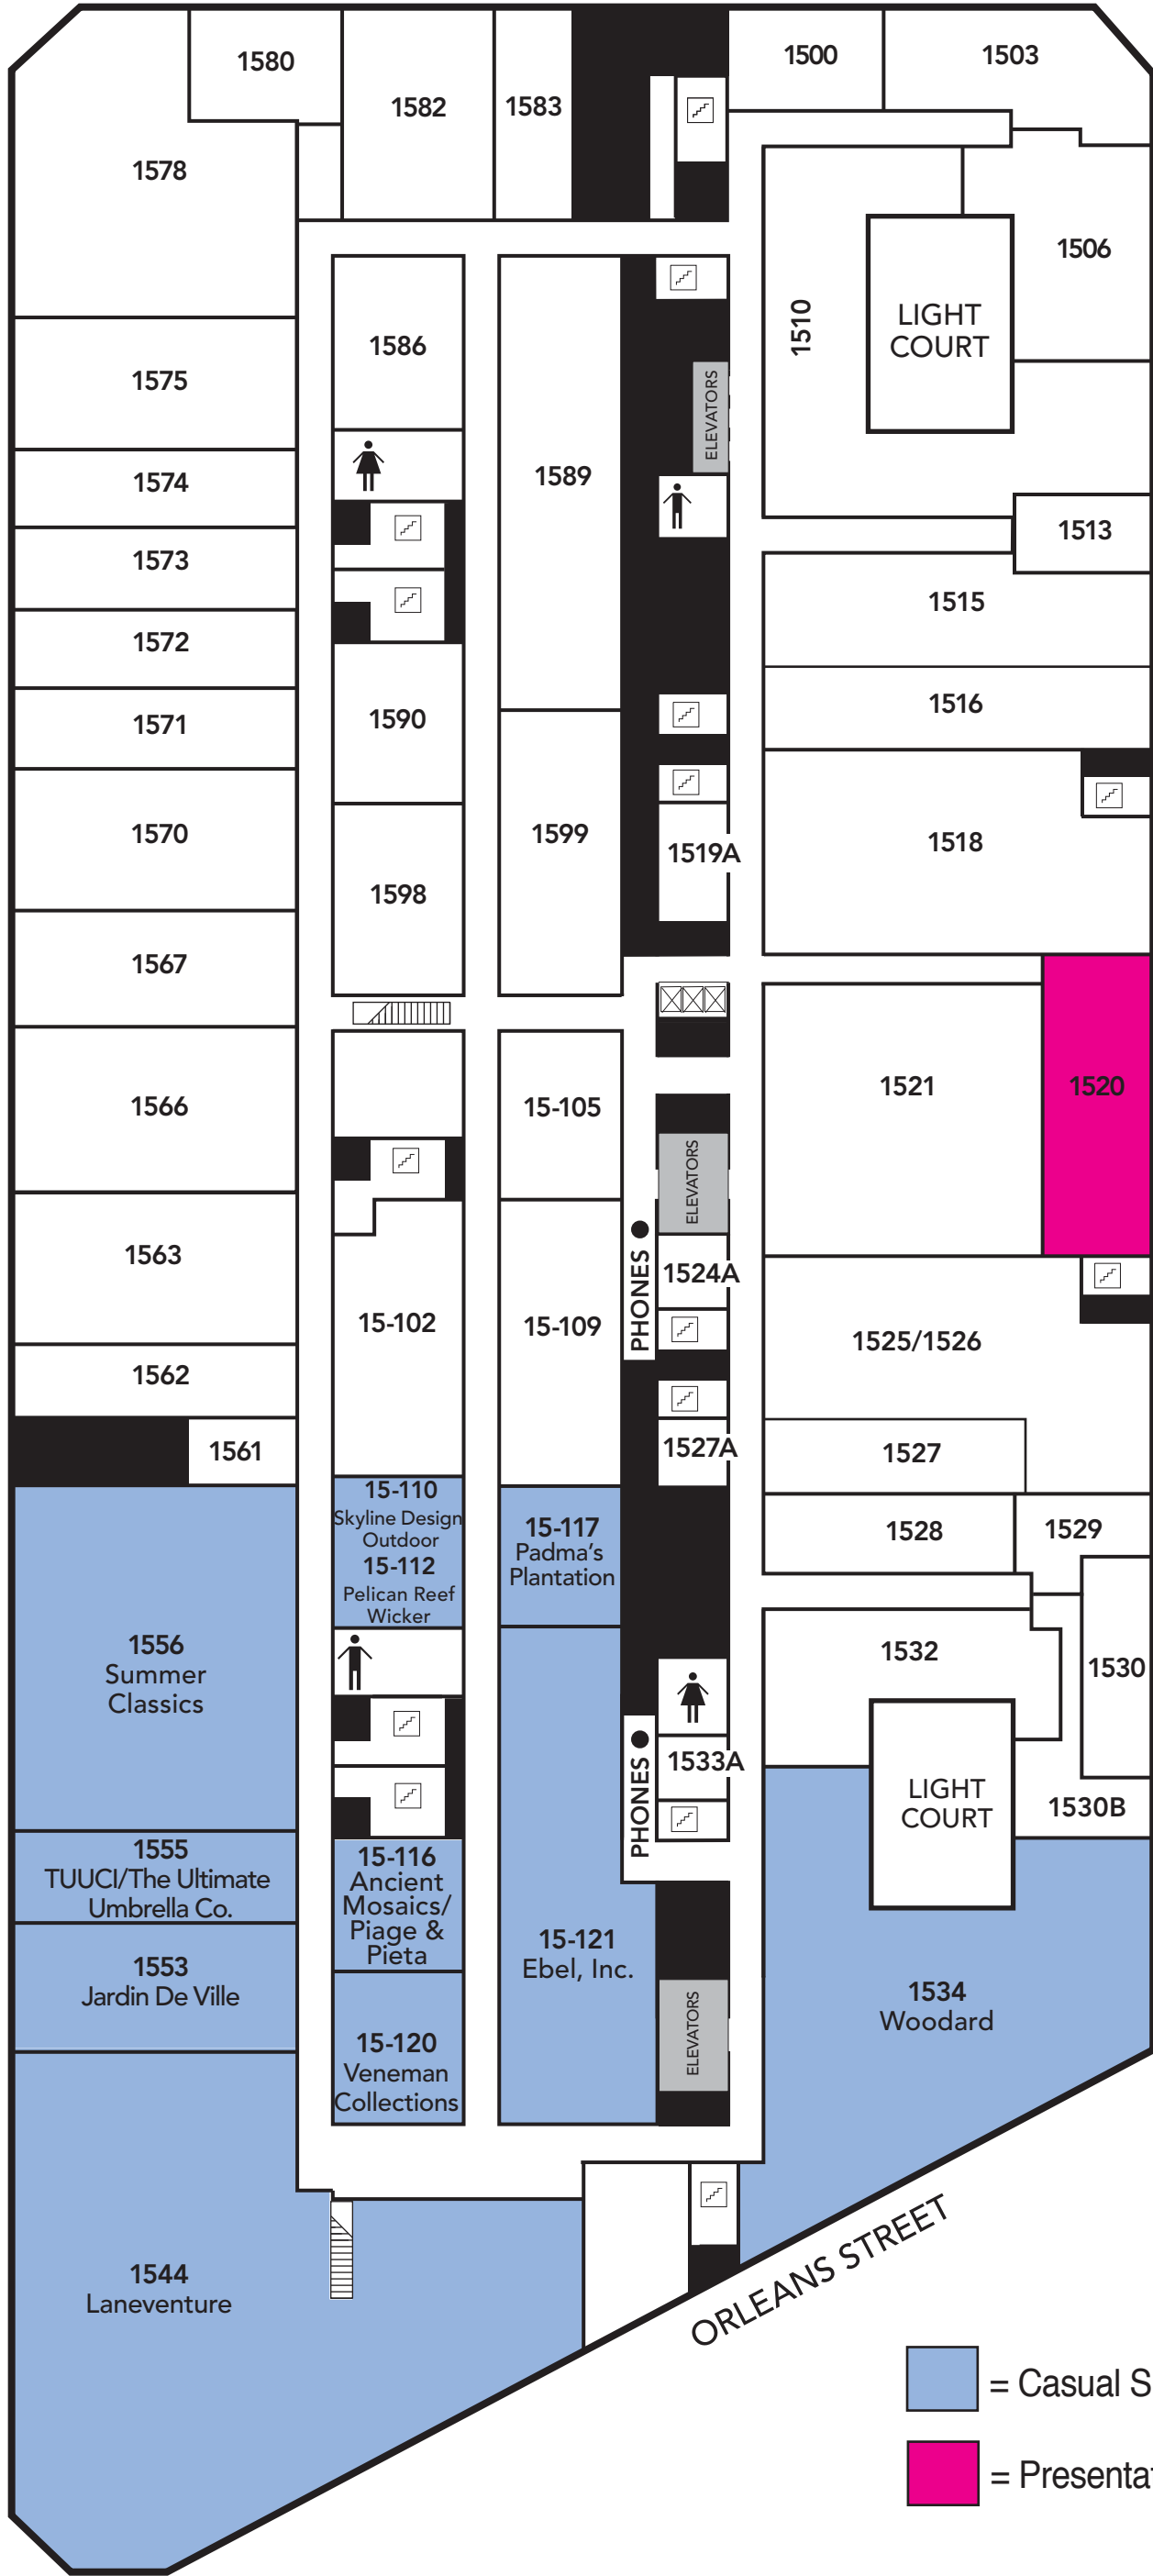 1580
1582
1583
1500
1503
1578
1506
1510
LIGHT
COURT
1586
1575
ELEVATORS
1589
1574
1513
1573
1515
1572
1516
1590
1571
1570
1599
1518
1519A
1598
1567
1566
15-105
1521
1520
ELEVATORS
1563
PHONES
1524A
15-102
15-109
1525/1526
1562
1561
1527A
1527
15-110
Skyline Design
Outdoor
15-112
Pelican Reef
Wicker
15-117
Padma's
Plantation
1528
1529
1556
Summer
Classics
1532
1530
PHONES
1533A
LIGHT
COURT
1530B
1555
TUUCI/The Ultimate
Umbrella Co.
15-116
Ancient
Mosaics/
Piage &
Pieta
1553
Jardin De Ville
15-121
Ebel, Inc.
1534
Woodard
ELEVATORS
15-120
Veneman
Collections
1544
Laneventure
ORLEANS STREET
= Casual S
= Presentat